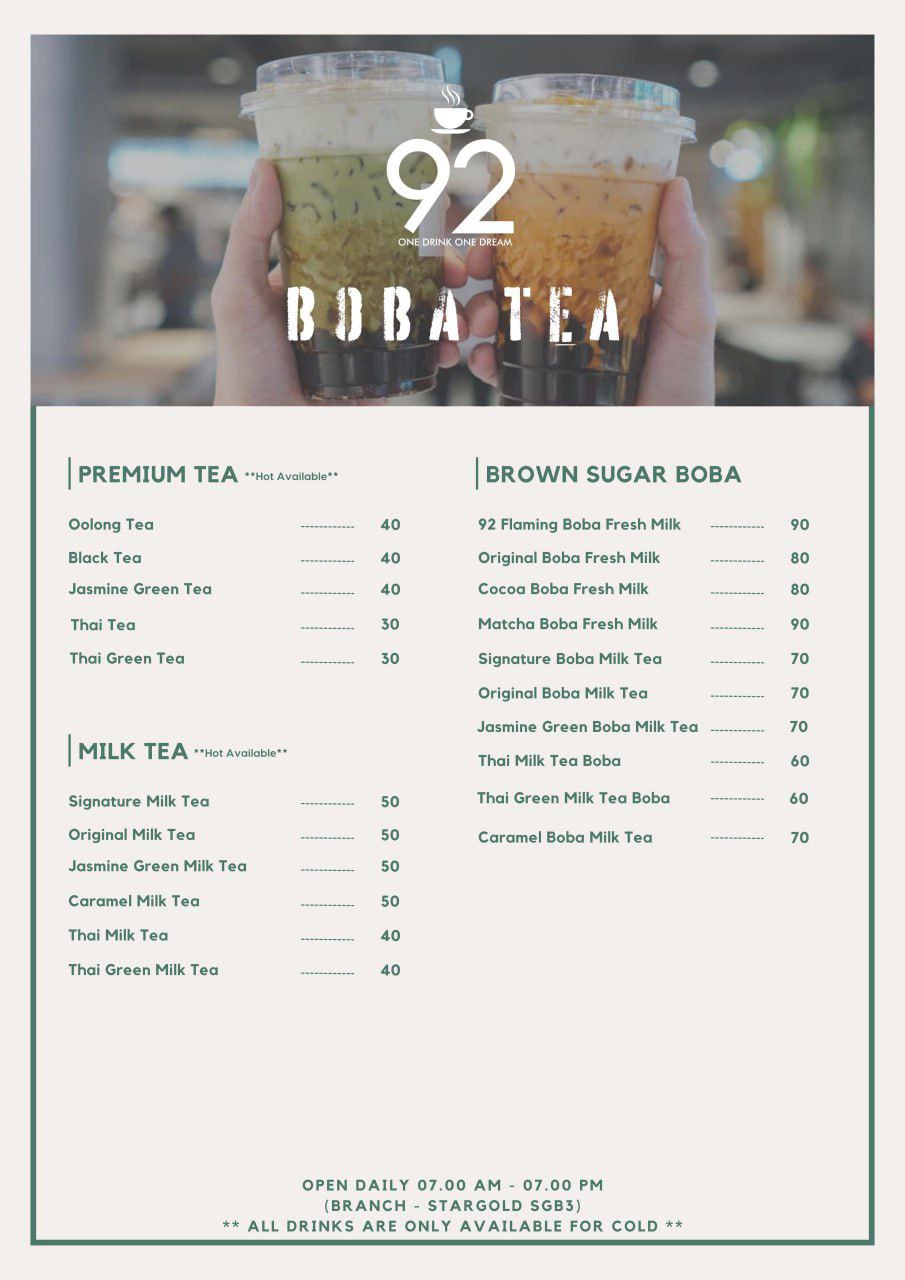 92
ONE DRINK ONE DREAM
BOBA TEA
PREMIUM TEA **Hot Available**
Oolong Tea ------------ 40
Black Tea ------------ 40
Jasmine Green Tea ------------ 40
Thai Tea ------------ 30
Thai Green Tea ------------ 30
MILK TEA **Hot Available**
Signature Milk Tea ------------ 50
Original Milk Tea ------------ 50
Jasmine Green Milk Tea ------------ 50
Caramel Milk Tea ------------ 50
Thai Milk Tea ------------ 40
Thai Green Milk Tea ------------ 40
BROWN SUGAR BOBA
92 Flaming Boba Fresh Milk ------------ 90
Original Boba Fresh Milk ------------ 80
Cocoa Boba Fresh Milk ------------ 80
Matcha Boba Fresh Milk ------------ 90
Signature Boba Milk Tea ------------ 70
Original Boba Milk Tea ------------ 70
Jasmine Green Boba Milk Tea ------------ 70
Thai Milk Tea Boba ------------ 60
Thai Green Milk Tea Boba ------------ 60
Caramel Boba Milk Tea ------------ 70
OPEN DAILY 07.00 AM - 07.00 PM
(BRANCH - STARGOLD SGB3)
** ALL DRINKS ARE ONLY AVAILABLE FOR COLD **